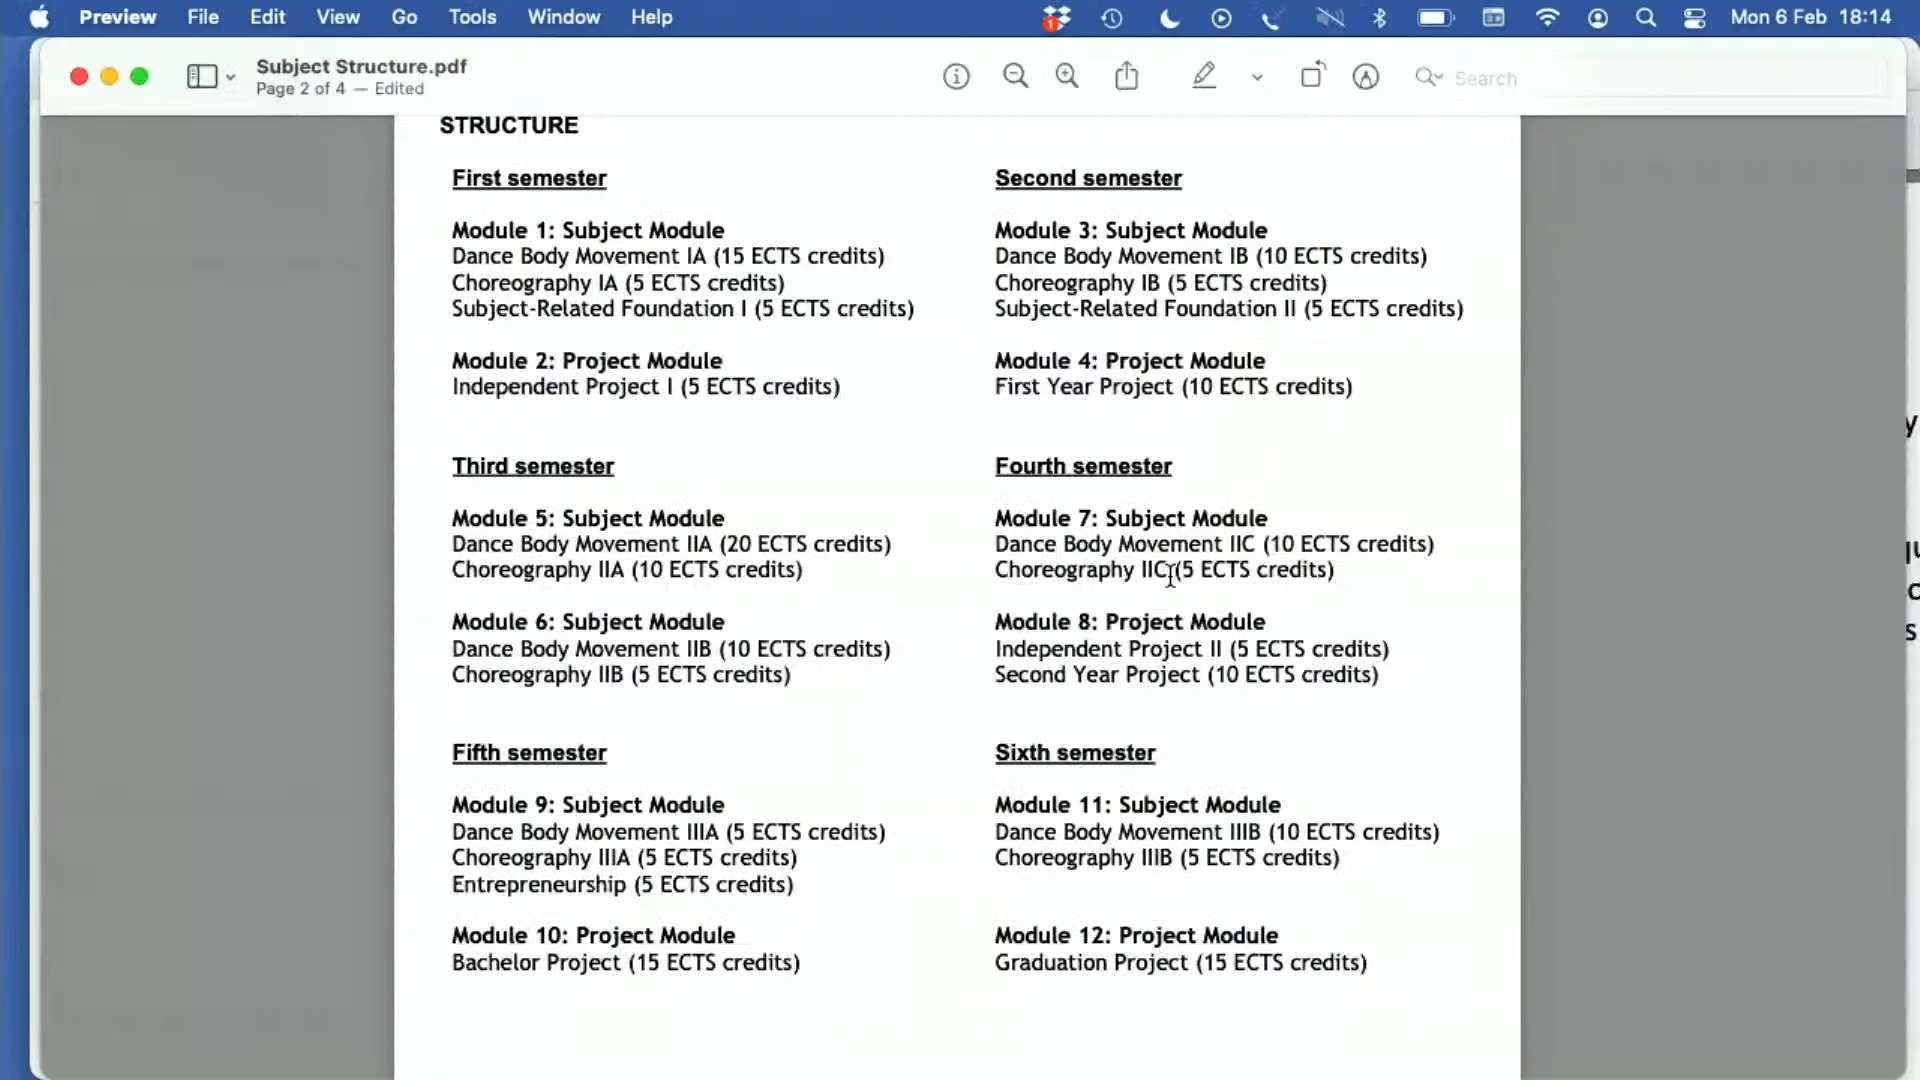 Preview File Edit View Go Tools Window Help
1
Mon 6 Feb 18:14
Subject Structure.pdf
Page 2 of 4 — Edited
Search
STRUCTURE
First semester
Module 1: Subject Module
Dance Body Movement IA (15 ECTS credits)
Choreography IA (5 ECTS credits)
Subject-Related Foundation I (5 ECTS credits)
Module 2: Project Module
Independent Project I (5 ECTS credits)
Second semester
Module 3: Subject Module
Dance Body Movement IB (10 ECTS credits)
Choreography IB (5 ECTS credits)
Subject-Related Foundation II (5 ECTS credits)
Module 4: Project Module
First Year Project (10 ECTS credits)
Third semester
Module 5: Subject Module
Dance Body Movement IIA (20 ECTS credits)
Choreography IIA (10 ECTS credits)
Module 6: Subject Module
Dance Body Movement IIB (10 ECTS credits)
Choreography IIB (5 ECTS credits)
Fourth semester
Module 7: Subject Module
Dance Body Movement IIC (10 ECTS credits)
Choreography IIC (5 ECTS credits)
Module 8: Project Module
Independent Project II (5 ECTS credits)
Second Year Project (10 ECTS credits)
Fifth semester
Module 9: Subject Module
Dance Body Movement IIIA (5 ECTS credits)
Choreography IIIA (5 ECTS credits)
Entrepreneurship (5 ECTS credits)
Module 10: Project Module
Bachelor Project (15 ECTS credits)
Sixth semester
Module 11: Subject Module
Dance Body Movement IIIB (10 ECTS credits)
Choreography IIIB (5 ECTS credits)
Module 12: Project Module
Graduation Project (15 ECTS credits)